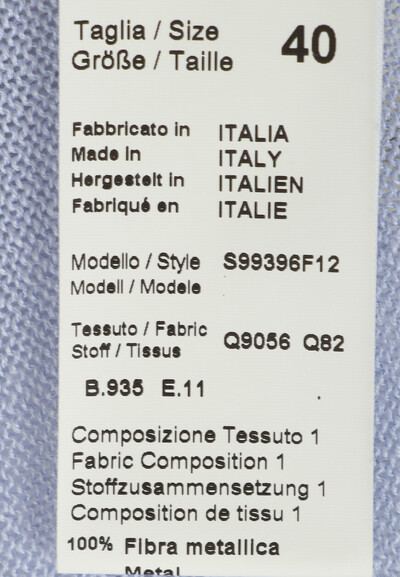 Taglia / Size 40
Größe / Taille
Fabbricato in ITALIA
Made in ITALY
Hergestelt in ITALIEN
Fabriqué en ITALIE
Modello / Style S99396F12
Modell / Modele
Tessuto / Fabric Q9056 Q82
Stoff / Tissus
B.935 E.11
Composizione Tessuto 1
Fabric Composition 1
Stoffzusammensetzung 1
Composition de tissu 1
100% Fibra metallica
Metal